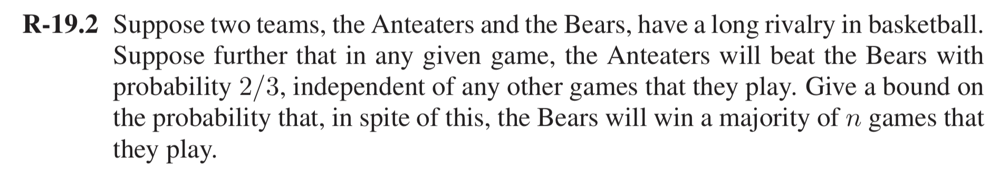 R-19.2 Suppose two teams, the Anteaters and the Bears, have a long rivalry in basketball.
Suppose further that in any given game, the Anteaters will beat the Bears with
probability 2/3, independent of any other games that they play. Give a bound on
the probability that, in spite of this, the Bears will win a majority of n games that
they play.